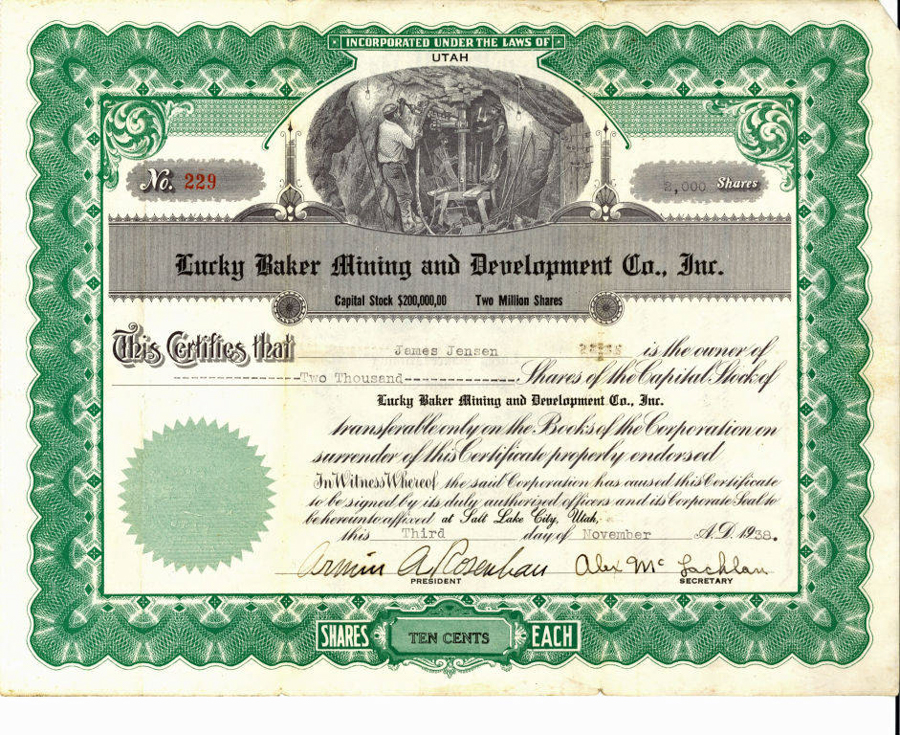 INCORPORATED UNDER THE LAWS OF
UTAH
No. 229
2,000 Shares
Lucky Baker Mining and Development Co., Inc.
Capital Stock $200,000,00 Two Million Shares
This Certifies that James Jensen is the owner of
--Two Thousand-- Shares of the Capital Stock of
Lucky Baker Mining and Development Co., Inc.
transferable only on the Books of the Corporation on
surrender of this Certificate properly endorsed
In Witness Whereof, the said Corporation has caused this Certificate
to be signed by its duly authorized officers and its Corporate Seal to
be hereunto affixed at Salt Lake City, Utah,
this Third day of November A.D. 1938.
Armin A. Rosenhan Alex McLachlan
PRESIDENT SECRETARY
SHARES TEN CENTS EACH